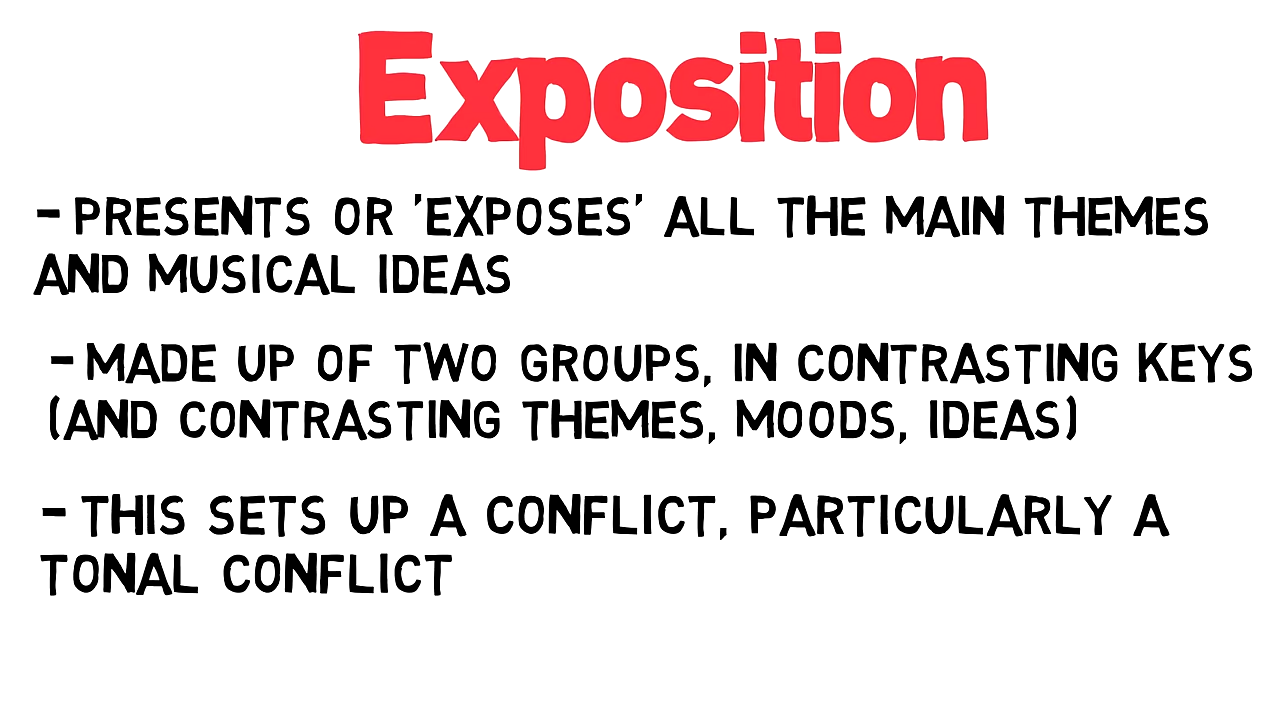 Exposition
- PRESENTS OR 'EXPOSES' ALL THE MAIN THEMES
AND MUSICAL IDEAS
- MADE UP OF TWO GROUPS, IN CONTRASTING KEYS
(AND CONTRASTING THEMES, MOODS, IDEAS)
- THIS SETS UP A CONFLICT, PARTICULARLY A
TONAL CONFLICT